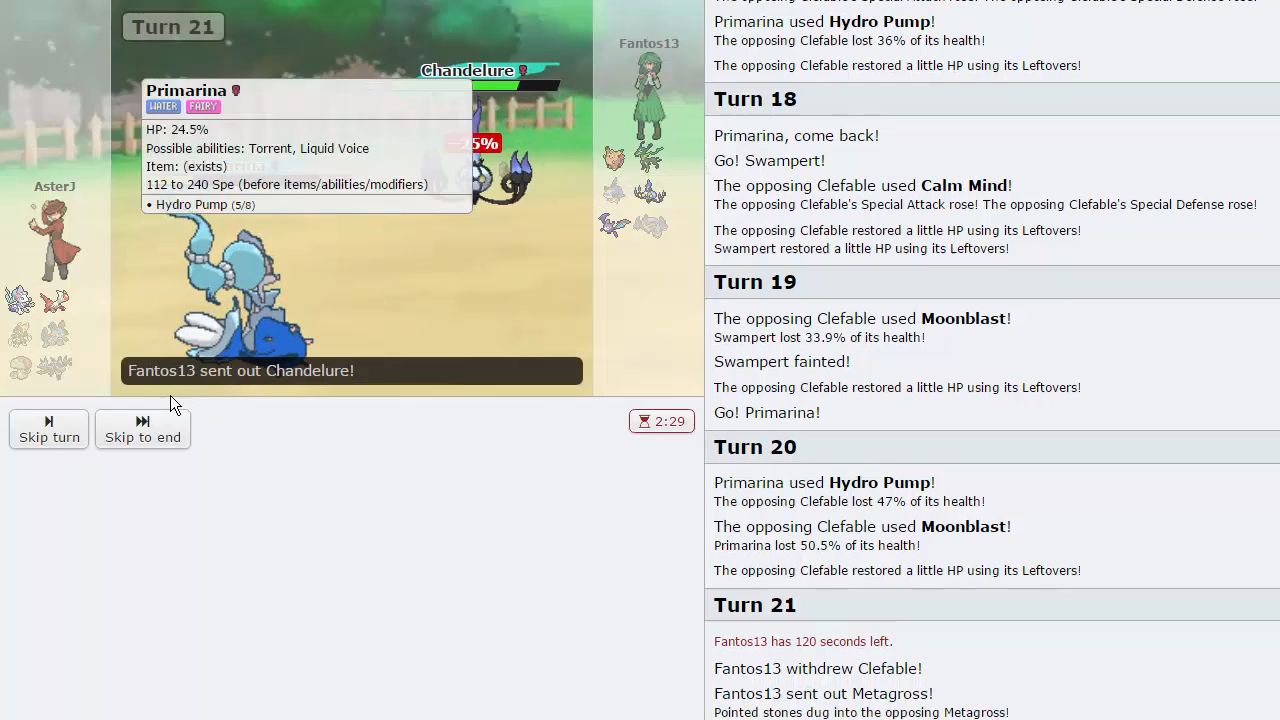 Turn 21
Fantos13
AsterJ
Chandelure
25%
Primarina
WATER FAIRY
HP: 24.5%
Possible abilities: Torrent, Liquid Voice
Item: (exists)
112 to 240 Spe (before items/abilities/modifiers)
• Hydro Pump (5/8)
Fantos13 sent out Chandelure!
Skip turn
Skip to end
2:29
Primarina used Hydro Pump!
The opposing Clefable lost 36% of its health!
The opposing Clefable restored a little HP using its Leftovers!
Turn 18
Primarina, come back!
Go! Swampert!
The opposing Clefable used Calm Mind!
The opposing Clefable's Special Attack rose! The opposing Clefable's Special Defense rose!
The opposing Clefable restored a little HP using its Leftovers!
Swampert restored a little HP using its Leftovers!
Turn 19
The opposing Clefable used Moonblast!
Swampert lost 33.9% of its health!
Swampert fainted!
The opposing Clefable restored a little HP using its Leftovers!
Go! Primarina!
Turn 20
Primarina used Hydro Pump!
The opposing Clefable lost 47% of its health!
The opposing Clefable used Moonblast!
Primarina lost 50.5% of its health!
The opposing Clefable restored a little HP using its Leftovers!
Turn 21
Fantos13 has 120 seconds left.
Fantos13 withdrew Clefable!
Fantos13 sent out Metagross!
Pointed stones dug into the opposing Metagross!